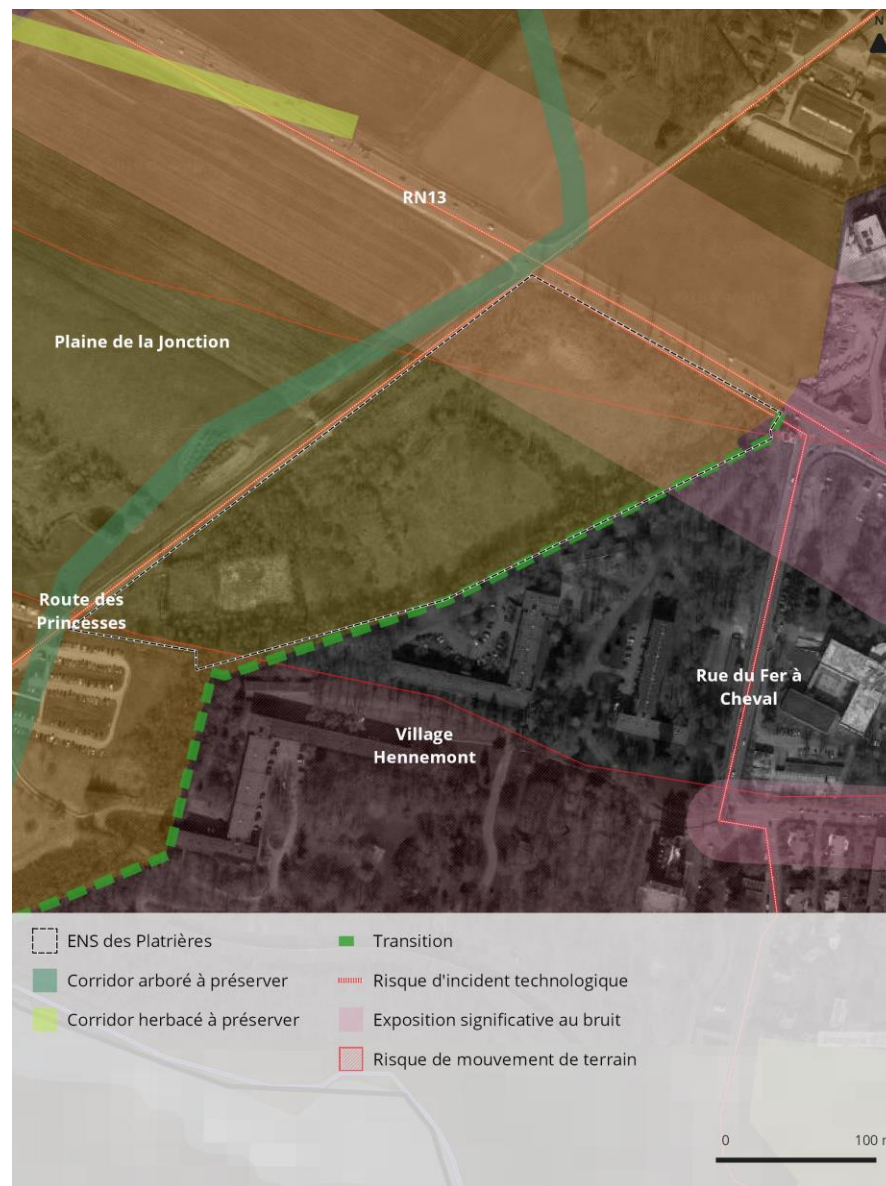 N
RN13
Plaine de la Jonction
Route des
Princesses
Rue du Fer à
Cheval
Village
Hennemont
ENS des Platrières
Corridor arboré à préserver
Corridor herbacé à préserver
Transition
Risque d'incident technologique
Exposition significative au bruit
Risque de mouvement de terrain
0 100 m